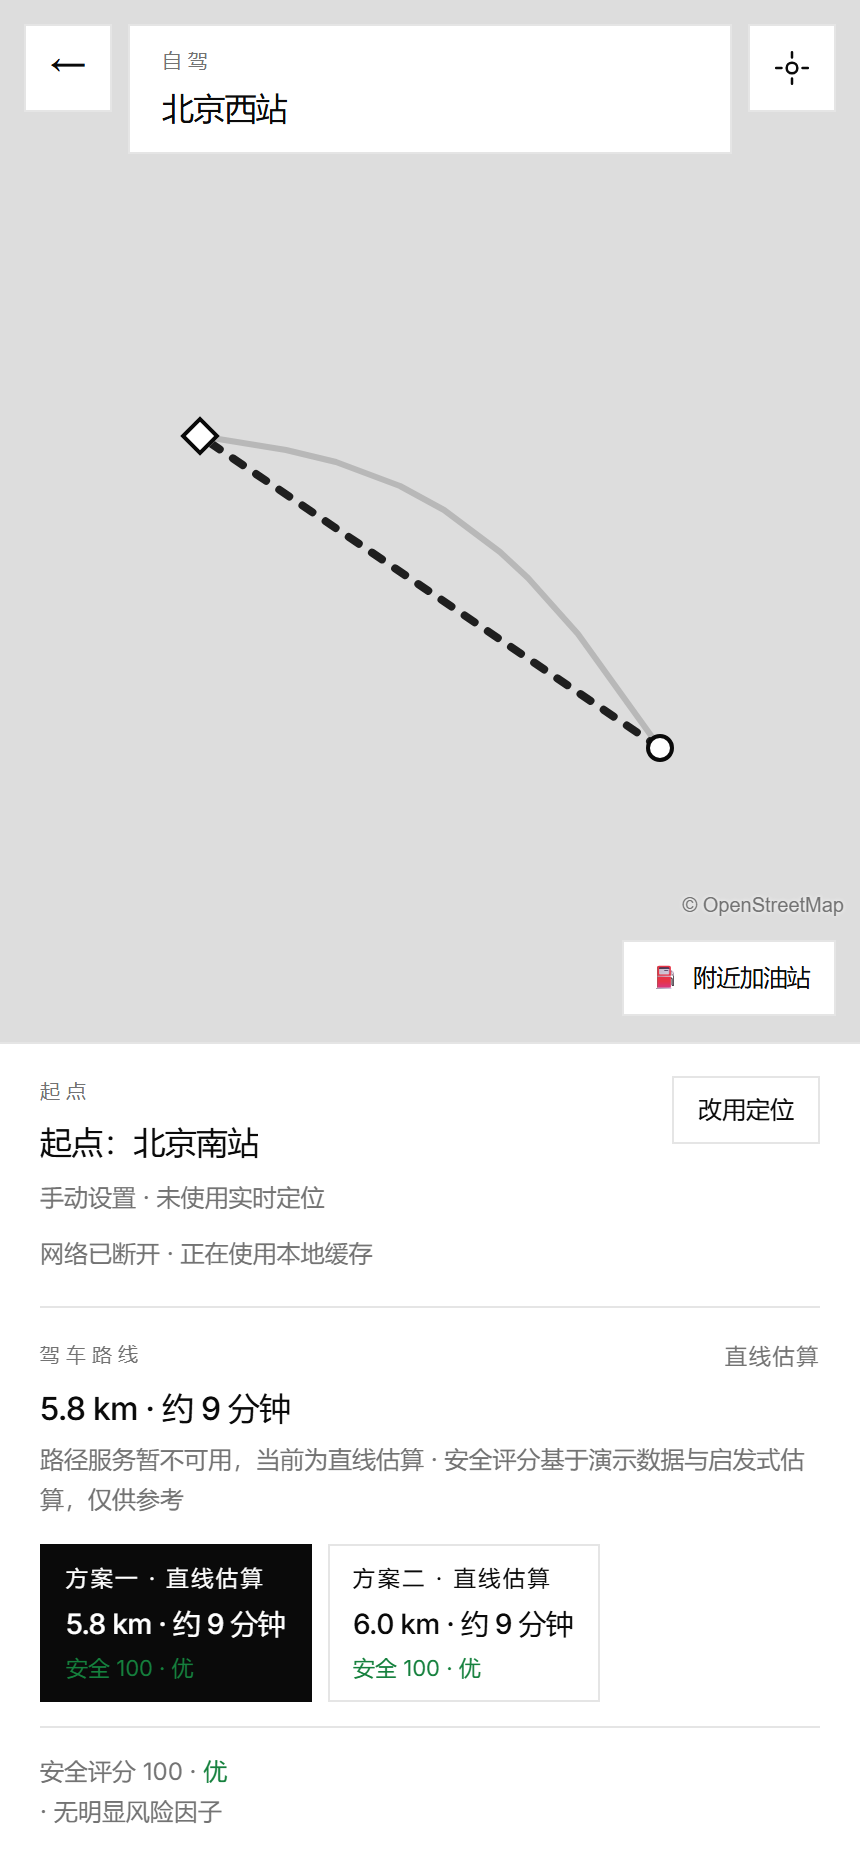 自驾
北京西站
© OpenStreetMap
附近加油站
起点
改用定位
起点：北京南站
手动设置 · 未使用实时定位
网络已断开 · 正在使用本地缓存
驾车路线
直线估算
5.8 km · 约 9 分钟
路径服务暂不可用，当前为直线估算 · 安全评分基于演示数据与启发式估
算，仅供参考
方案一 · 直线估算
5.8 km · 约 9 分钟
安全 100 · 优
方案二 · 直线估算
6.0 km · 约 9 分钟
安全 100 · 优
安全评分 100 · 优
· 无明显风险因子